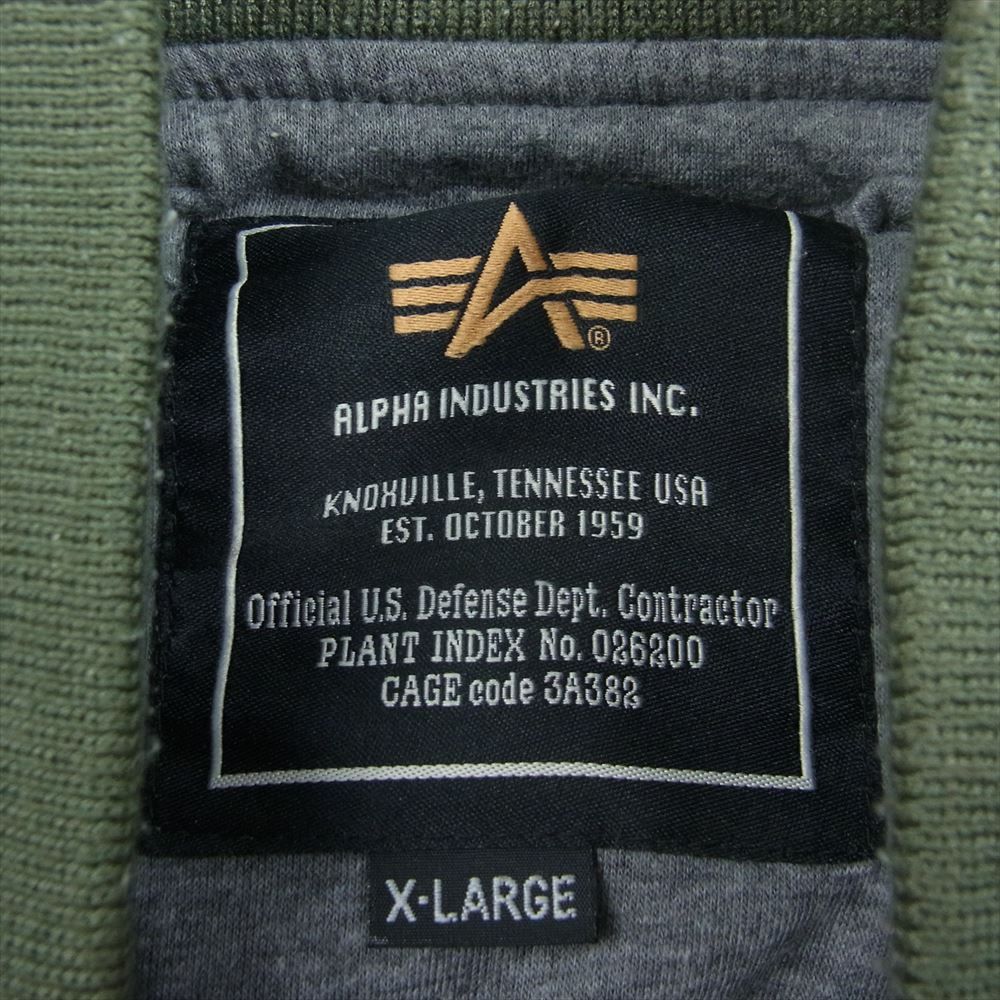 ®
ALPHA INDUSTRIES INC.
KNOXVILLE, TENNESSEE USA
EST. OCTOBER 1959
Official U.S. Defense Dept. Contractor
PLANT INDEX No. 026200
CAGE code 3A382
X-LARGE